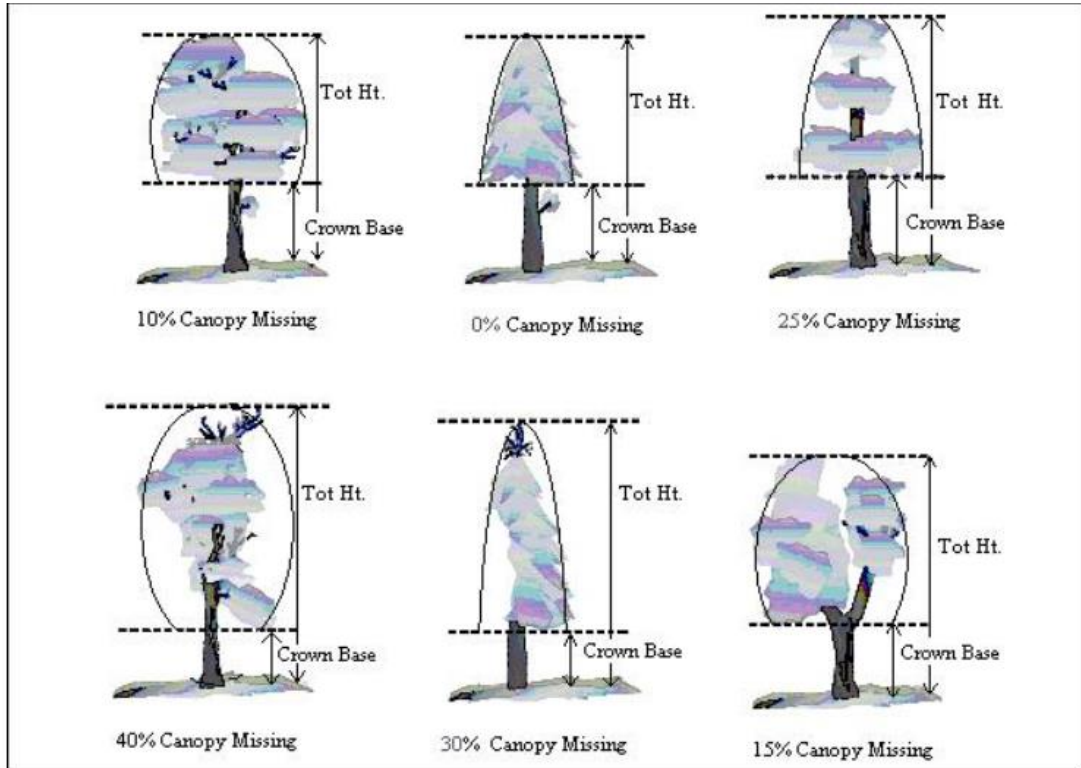 Tot Ht.
Crown Base
10% Canopy Missing
Tot Ht.
Crown Base
0% Canopy Missing
Tot Ht.
Crown Base
25% Canopy Missing
Tot Ht.
Crown Base
40% Canopy Missing
Tot Ht.
Crown Base
30% Canopy Missing
Tot Ht.
Crown Base
15% Canopy Missing